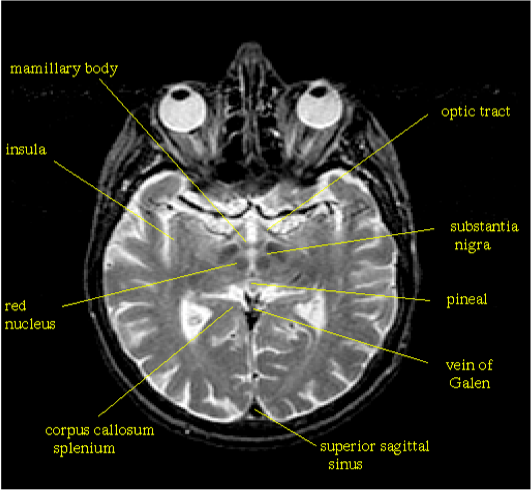 mamillary body
optic tract
insula
substantia
nigra
red
nucleus
pineal
vein of
Galen
corpus callosum
splenium
superior sagittal
sinus